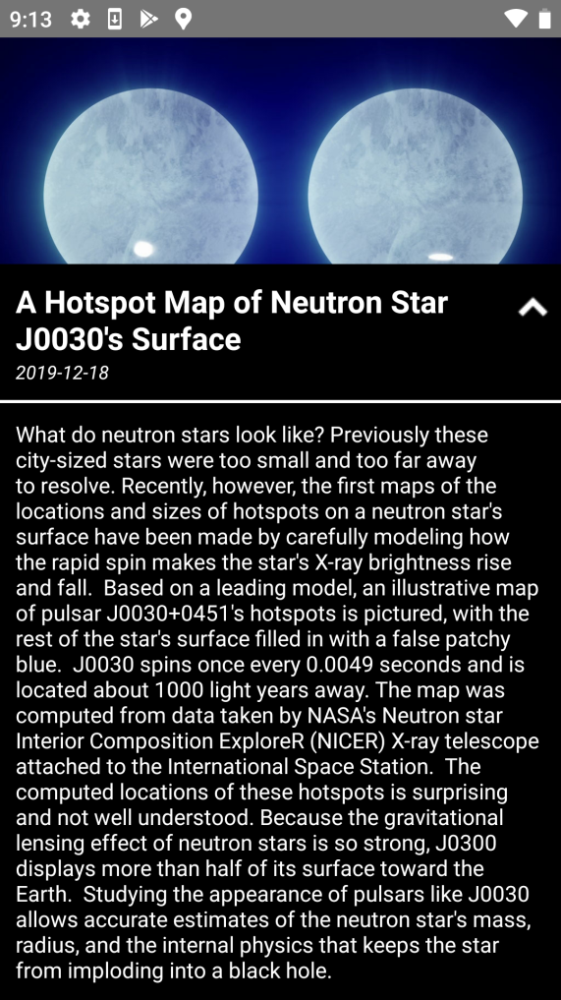 9:13
A Hotspot Map of Neutron Star
J0030's Surface
2019-12-18
What do neutron stars look like? Previously these
city-sized stars were too small and too far away
to resolve. Recently, however, the first maps of the
locations and sizes of hotspots on a neutron star's
surface have been made by carefully modeling how
the rapid spin makes the star's X-ray brightness rise
and fall.  Based on a leading model, an illustrative map
of pulsar J0030+0451's hotspots is pictured, with the
rest of the star's surface filled in with a false patchy
blue.  J0030 spins once every 0.0049 seconds and is
located about 1000 light years away. The map was
computed from data taken by NASA's Neutron star
Interior Composition ExploreR (NICER) X-ray telescope
attached to the International Space Station.  The
computed locations of these hotspots is surprising
and not well understood. Because the gravitational
lensing effect of neutron stars is so strong, J0300
displays more than half of its surface toward the
Earth.  Studying the appearance of pulsars like J0030
allows accurate estimates of the neutron star's mass,
radius, and the internal physics that keeps the star
from imploding into a black hole.